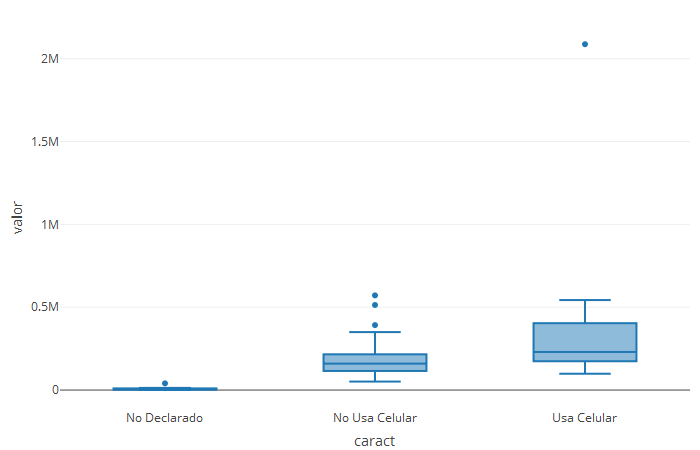 2M
1.5M
1M
0.5M
0
valor
No Declarado
No Usa Celular
Usa Celular
caract